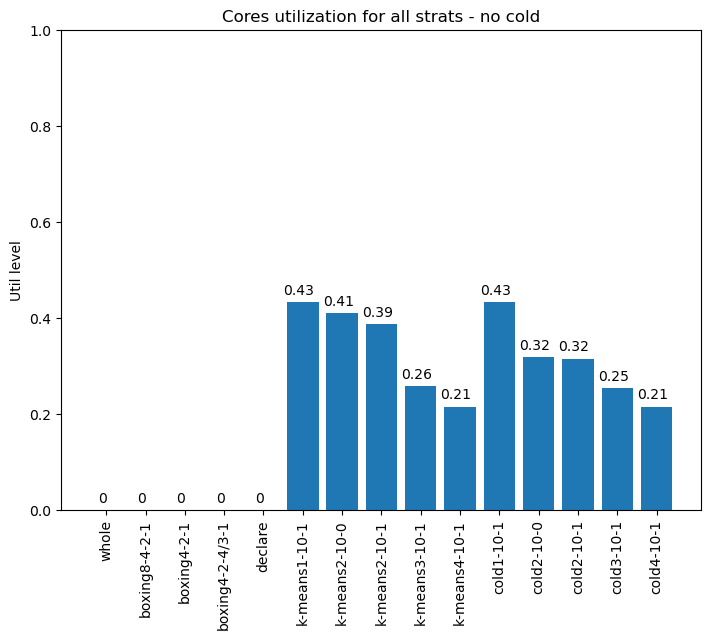 Cores utilization for all strats - no cold
Util level
1.0
0.8
0.6
0.4
0.2
0.0
0
0
0
0
0
0.43
0.41
0.39
0.26
0.21
0.43
0.32
0.32
0.25
0.21
whole
boxing8-4-2-1
boxing4-2-1
boxing4-2-4/3-1
declare
k-means1-10-1
k-means2-10-0
k-means2-10-1
k-means3-10-1
k-means4-10-1
cold1-10-1
cold2-10-0
cold2-10-1
cold3-10-1
cold4-10-1